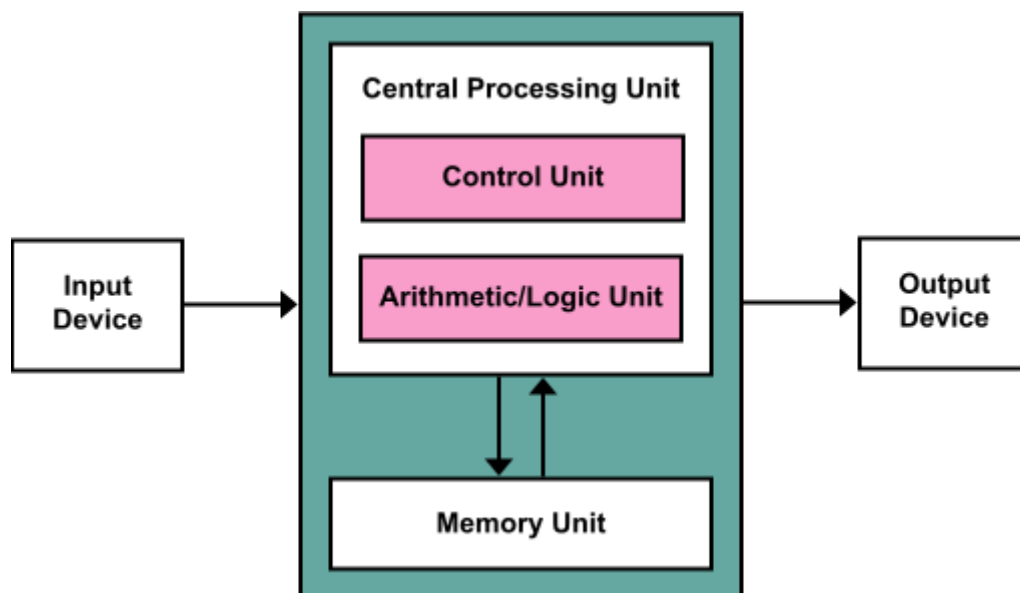 Central Processing Unit
Control Unit
Arithmetic/Logic Unit
Input
Device
Output
Device
Memory Unit